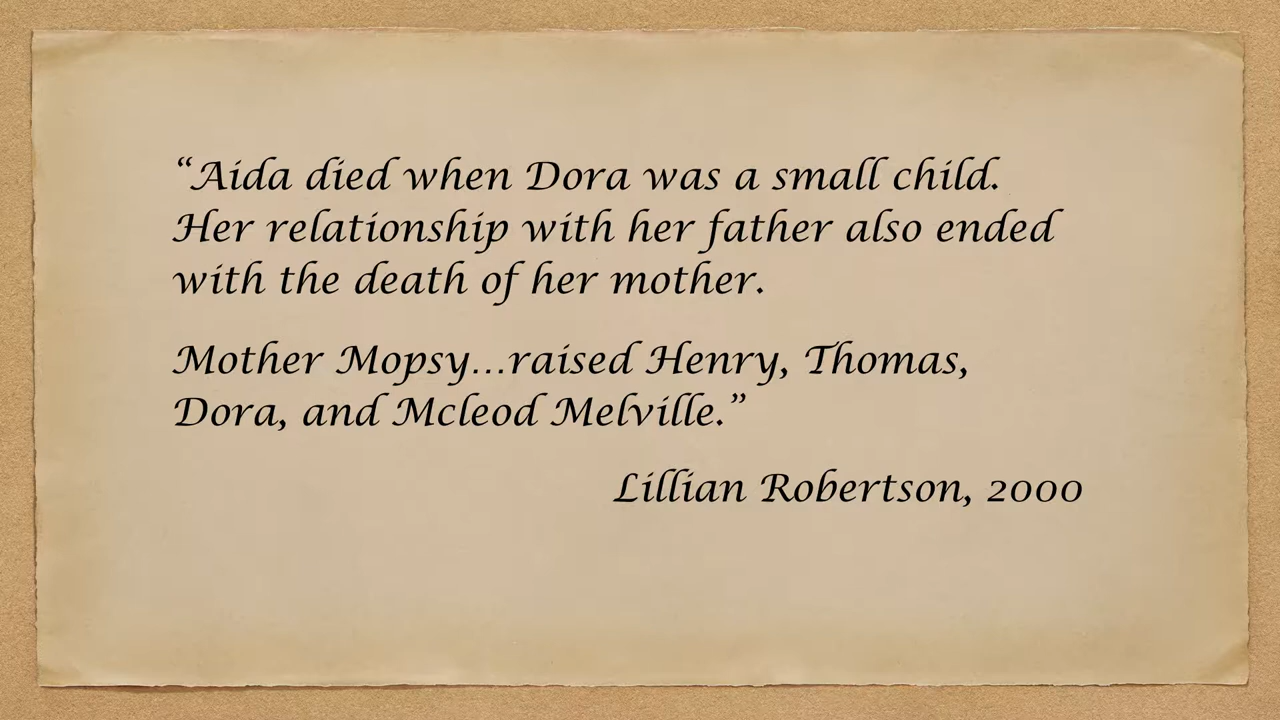 “Aida died when Dora was a small child.
Her relationship with her father also ended
with the death of her mother.
Mother Mopsy…raised Henry, Thomas,
Dora, and Mcleod Melville.”
Lillian Robertson, 2000